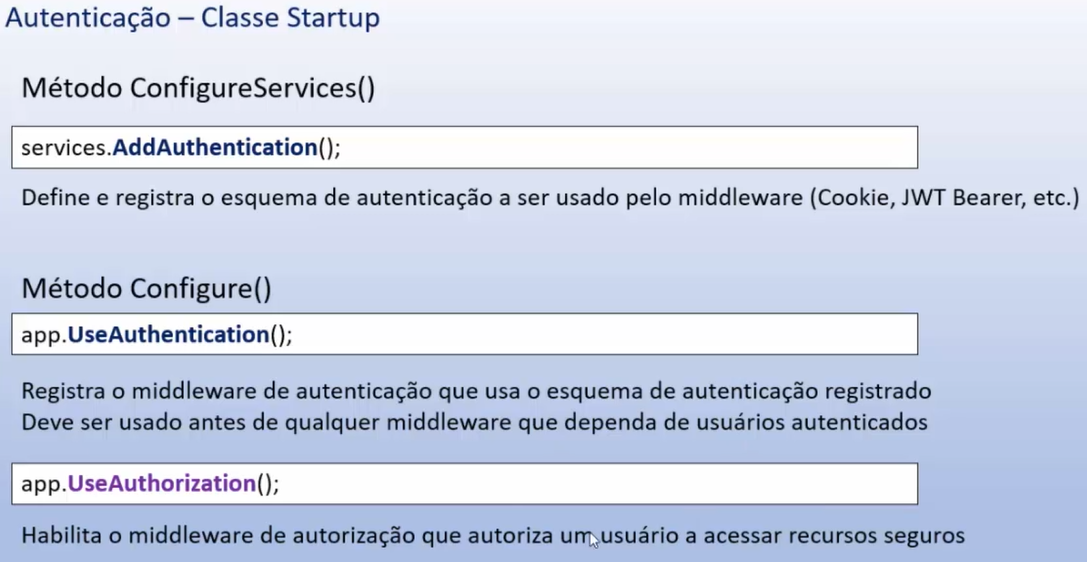 Autenticação – Classe Startup
Método ConfigureServices()
services.AddAuthentication();
Define e registra o esquema de autenticação a ser usado pelo middleware (Cookie, JWT Bearer, etc.)
Método Configure()
app.UseAuthentication();
Registra o middleware de autenticação que usa o esquema de autenticação registrado
Deve ser usado antes de qualquer middleware que dependa de usuários autenticados
app.UseAuthorization();
Habilita o middleware de autorização que autoriza um usuário a acessar recursos seguros